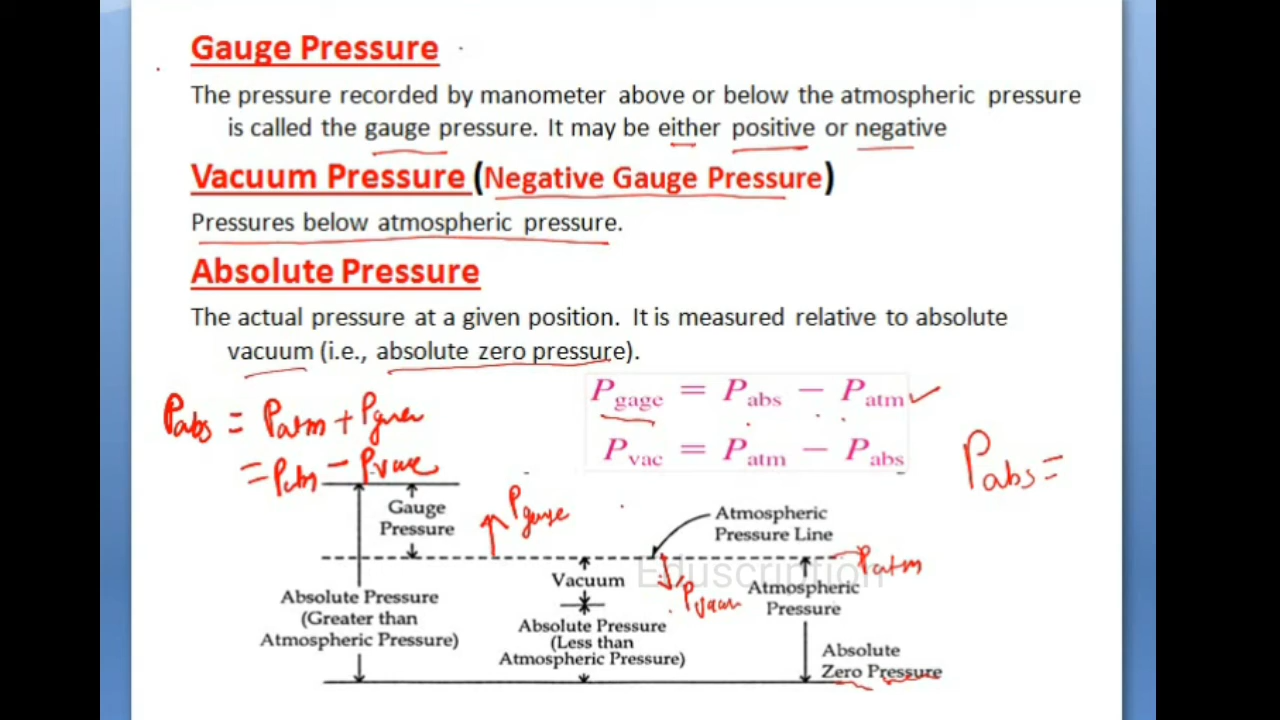 Gauge Pressure
The pressure recorded by manometer above or below the atmospheric pressure
is called the gauge pressure. It may be either positive or negative
Vacuum Pressure (Negative Gauge Pressure)
Pressures below atmospheric pressure.
Absolute Pressure
The actual pressure at a given position. It is measured relative to absolute
vacuum (i.e., absolute zero pressure).
Pgage = Pabs − Patm
Pvac = Patm − Pabs
Pabs = Patm +
= Patm −
Pabs =
Gauge
Pressure
Pgauge
Atmospheric
Pressure Line
Patm
Eduscription
Vacuum
Atmospheric
Pressure
Absolute Pressure
(Greater than
Atmospheric Pressure)
Absolute Pressure
(Less than
Atmospheric Pressure)
Absolute
Zero Pressure